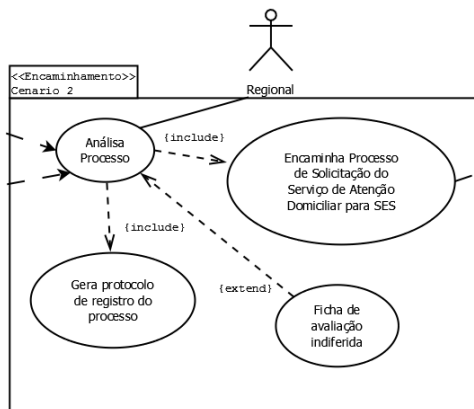 <<Encaminhamento>>
Cenario 2
Regional
Análisa
Processo
{include}
Encaminha Processo
de Solicitação do
Serviço de Atenção
Domiciliar para SES
{include}
Gera protocolo
de registro do
processo
{extend}
Ficha de
avaliação
indiferida